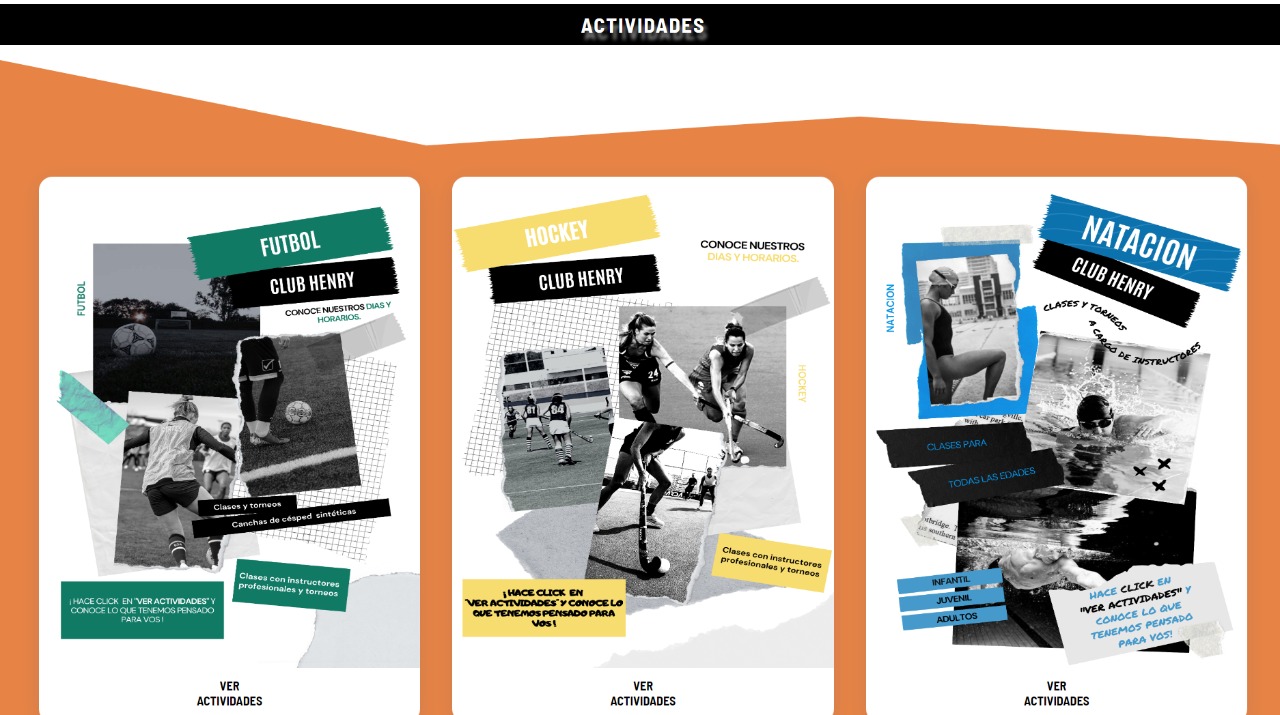 ACTIVIDADES
FUTBOL
CLUB HENRY
CONOCE NUESTROS DIAS Y
HORARIOS.
FUTBOL
Clases y torneos
Canchas de césped sintéticas
Clases con instructores
profesionales y torneos
¡ HACE CLICK EN "VER ACTIVIDADES" Y
CONOCE LO QUE TENEMOS PENSADO
PARA VOS !
VER
ACTIVIDADES
HOCKEY
CLUB HENRY
CONOCE NUESTROS
DIAS Y HORARIOS.
HOCKEY
24
84
Clases con instructores
profesionales y torneos
¡ HACE CLICK EN
"VER ACTIVIDADES" Y CONOCE LO
QUE TENEMOS PENSADO PARA
VOS !
VER
ACTIVIDADES
NATACION
CLUB HENRY
CLASES Y TORNEOS
A CARGO DE INSTRUCTORES
NATACION
CLASES PARA
TODAS LAS EDADES
INFANTIL
JUVENIL
ADULTOS
HACE CLICK EN
"VER ACTIVIDADES" Y
CONOCE LO QUE
TENEMOS PENSADO
PARA VOS!
VER
ACTIVIDADES